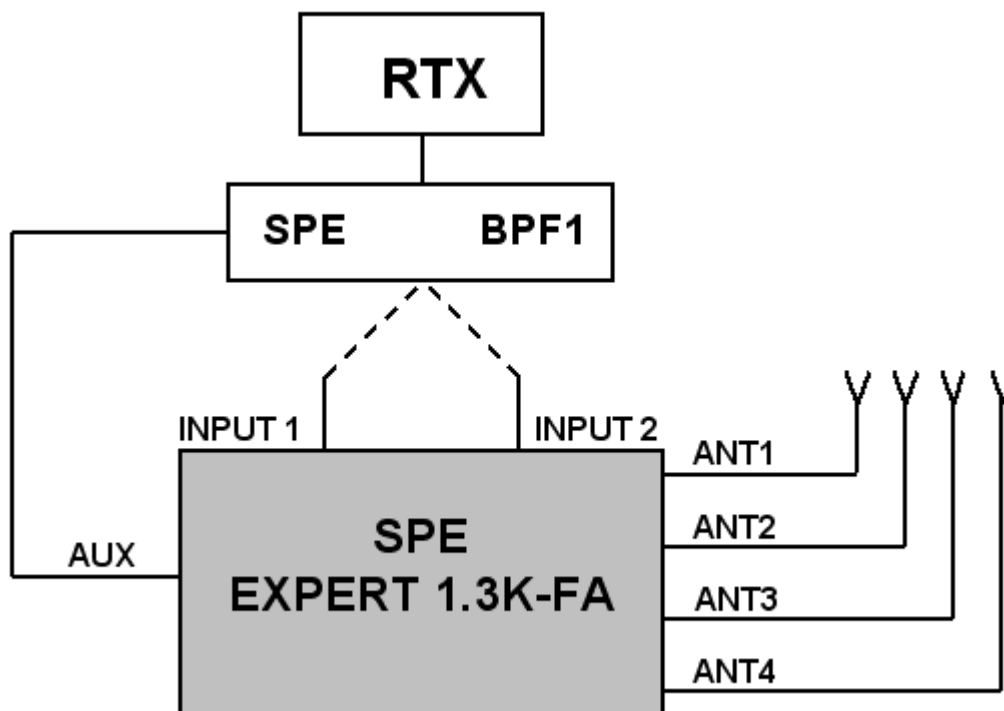 RTX
SPE BPF1
INPUT 1 INPUT 2
ANT1
SPE
ANT2
AUX
EXPERT 1.3K-FA
ANT3
ANT4